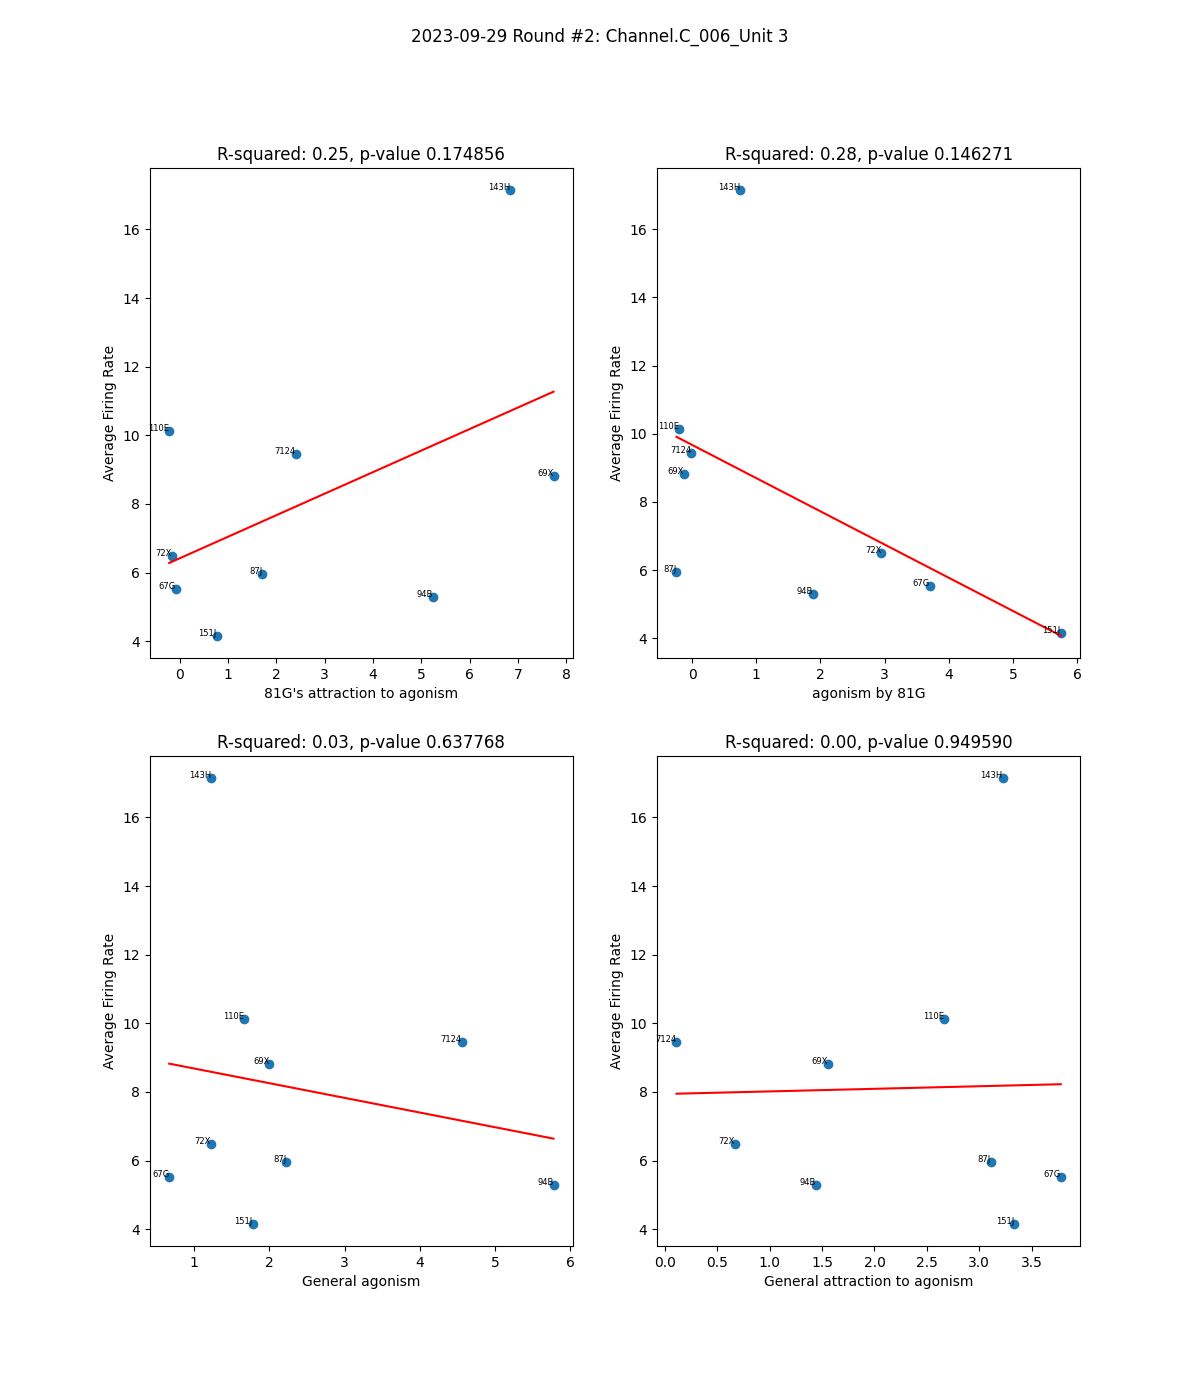 2023-09-29 Round #2: Channel.C_006_Unit 3
R-squared: 0.25, p-value 0.174856
Average Firing Rate
16
14
12
10
8
6
4
143H
110E
7124
69X
72X
87J
67G
94B
151J
0 1 2 3 4 5 6 7 8
81G's attraction to agonism
R-squared: 0.28, p-value 0.146271
Average Firing Rate
16
14
12
10
8
6
4
143H
110E
7124
69X
72X
87J
67G
94B
151J
0 1 2 3 4 5 6
agonism by 81G
R-squared: 0.03, p-value 0.637768
Average Firing Rate
16
14
12
10
8
6
4
143H
110E
7124
69X
72X
87J
67G
94B
151J
1 2 3 4 5 6
General agonism
R-squared: 0.00, p-value 0.949590
Average Firing Rate
16
14
12
10
8
6
4
143H
110E
7124
69X
72X
87J
67G
94B
151J
0.0 0.5 1.0 1.5 2.0 2.5 3.0 3.5
General attraction to agonism